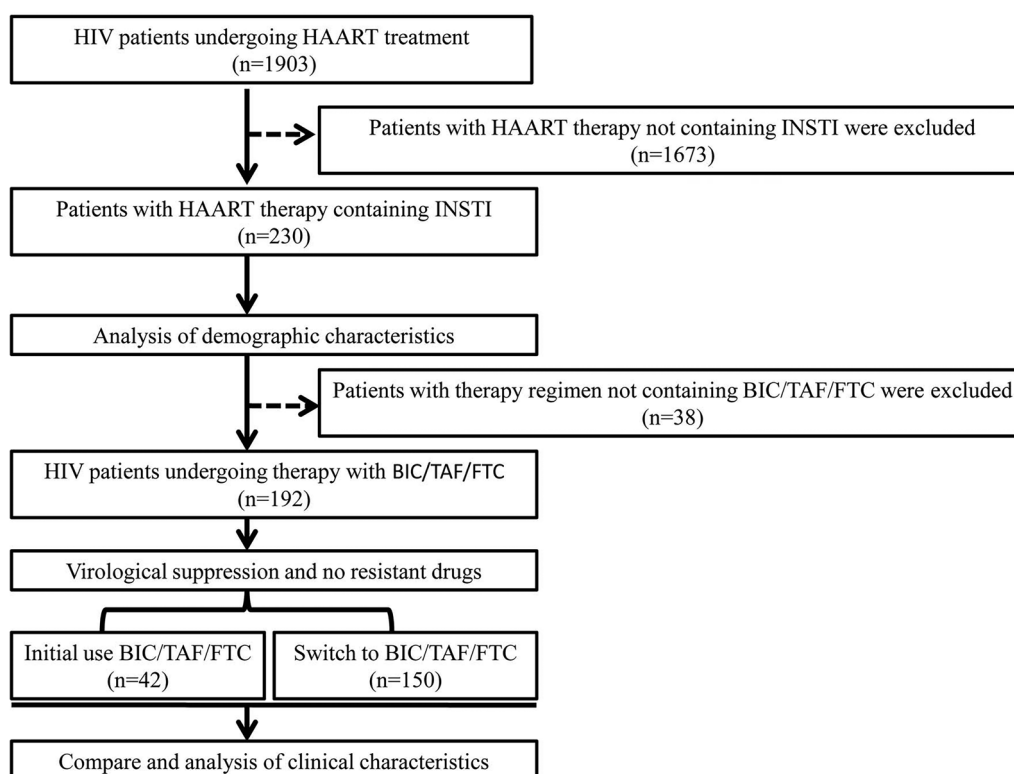 HIV patients undergoing HAART treatment
(n=1903)
Patients with HAART therapy not containing INSTI were excluded
(n=1673)
Patients with HAART therapy containing INSTI
(n=230)
Analysis of demographic characteristics
Patients with therapy regimen not containing BIC/TAF/FTC were excluded
(n=38)
HIV patients undergoing therapy with BIC/TAF/FTC
(n=192)
Virological suppression and no resistant drugs
Initial use BIC/TAF/FTC
(n=42)
Switch to BIC/TAF/FTC
(n=150)
Compare and analysis of clinical characteristics